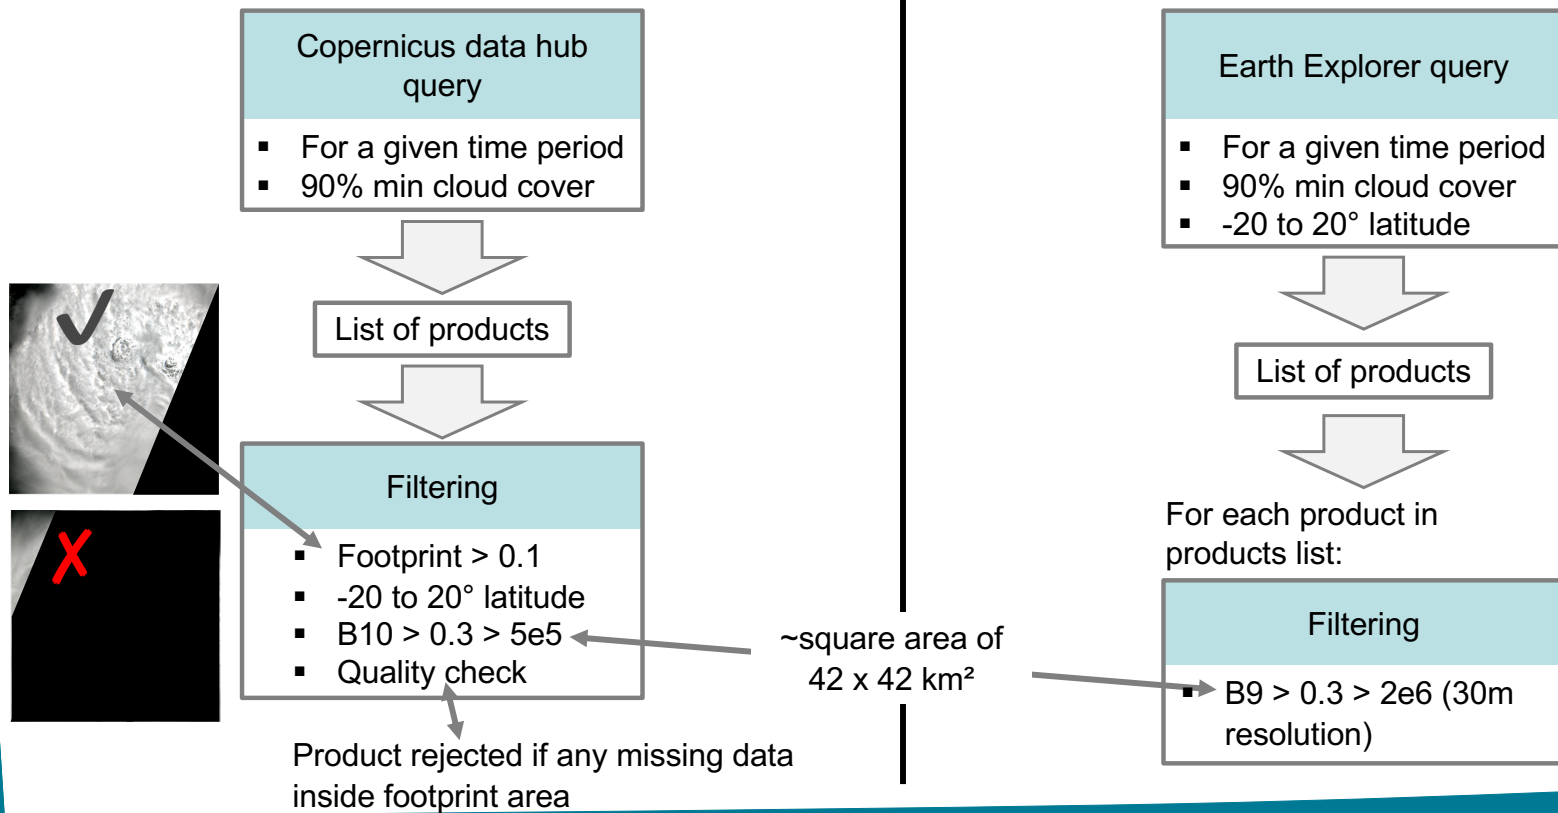 Copernicus data hub
query
▪ For a given time period
▪ 90% min cloud cover
List of products
Filtering
▪ Footprint > 0.1
▪ -20 to 20° latitude
▪ B10 > 0.3 > 5e5
▪ Quality check
Product rejected if any missing data
inside footprint area
~square area of
42 x 42 km²
Earth Explorer query
▪ For a given time period
▪ 90% min cloud cover
▪ -20 to 20° latitude
List of products
For each product in
products list:
Filtering
▪ B9 > 0.3 > 2e6 (30m
resolution)